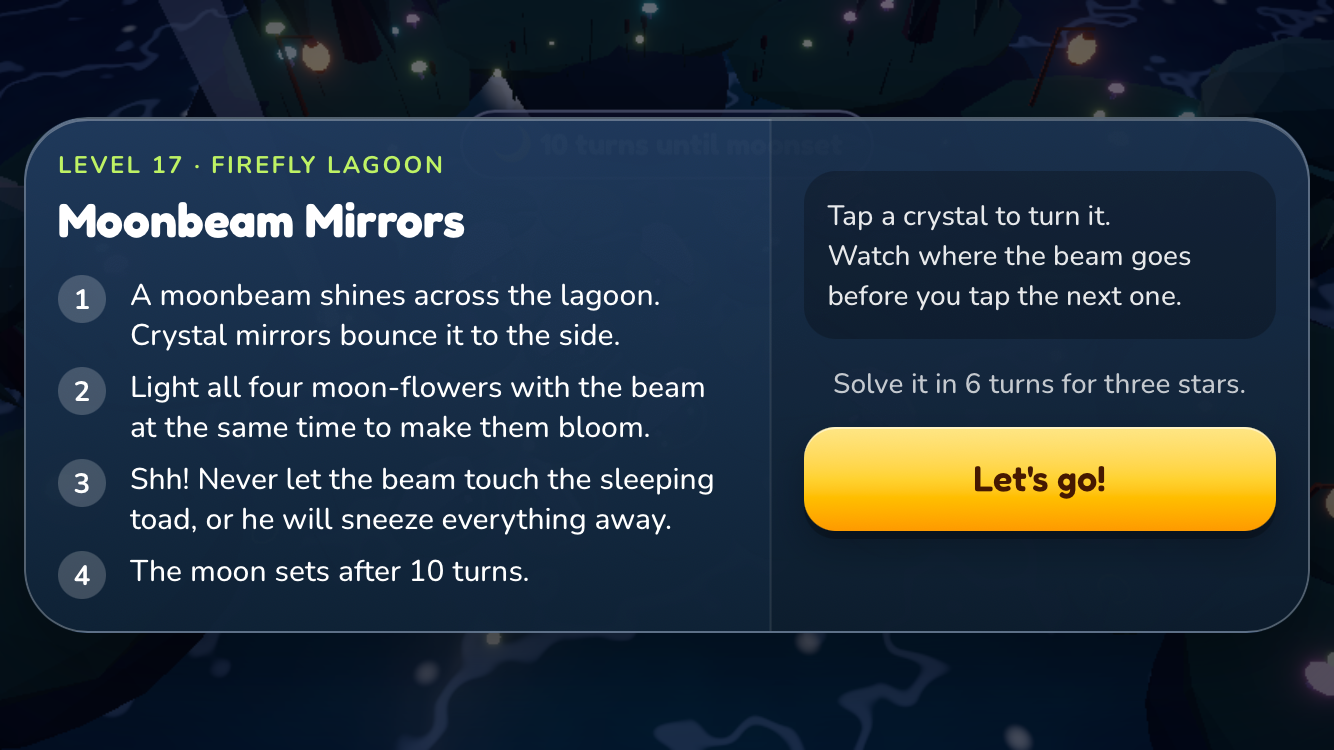 10 turns until moonset
LEVEL 17 · FIREFLY LAGOON
Moonbeam Mirrors
1
A moonbeam shines across the lagoon.
Crystal mirrors bounce it to the side.
2
Light all four moon-flowers with the beam
at the same time to make them bloom.
3
Shh! Never let the beam touch the sleeping
toad, or he will sneeze everything away.
4
The moon sets after 10 turns.
Tap a crystal to turn it.
Watch where the beam goes
before you tap the next one.
Solve it in 6 turns for three stars.
Let's go!